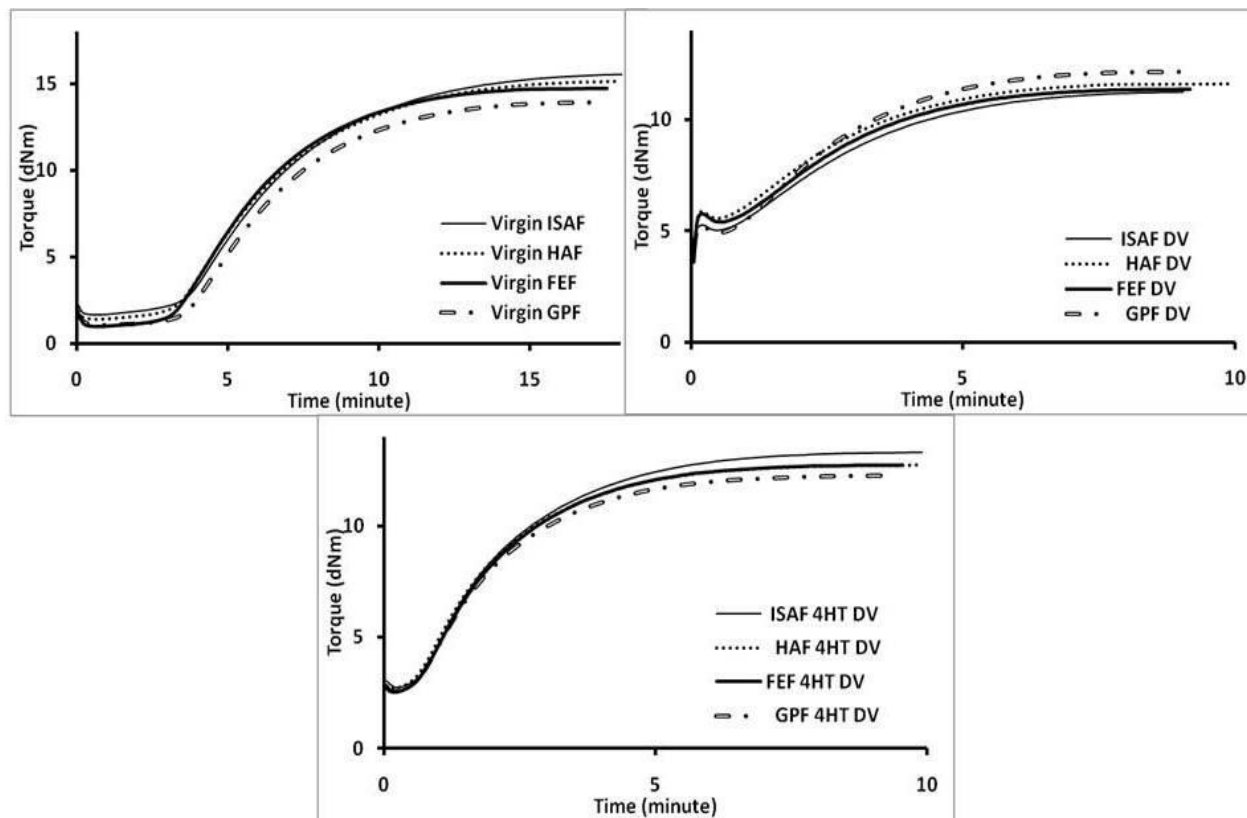 Torque (dNm)
15
10
5
0
Virgin ISAF
Virgin HAF
Virgin FEF
Virgin GPF
0 5 10 15
Time (minute)
Torque (dNm)
10
5
0
ISAF DV
HAF DV
FEF DV
GPF DV
0 5 10
Time (minute)
Torque (dNm)
10
5
0
ISAF 4HT DV
HAF 4HT DV
FEF 4HT DV
GPF 4HT DV
0 5 10
Time (minute)